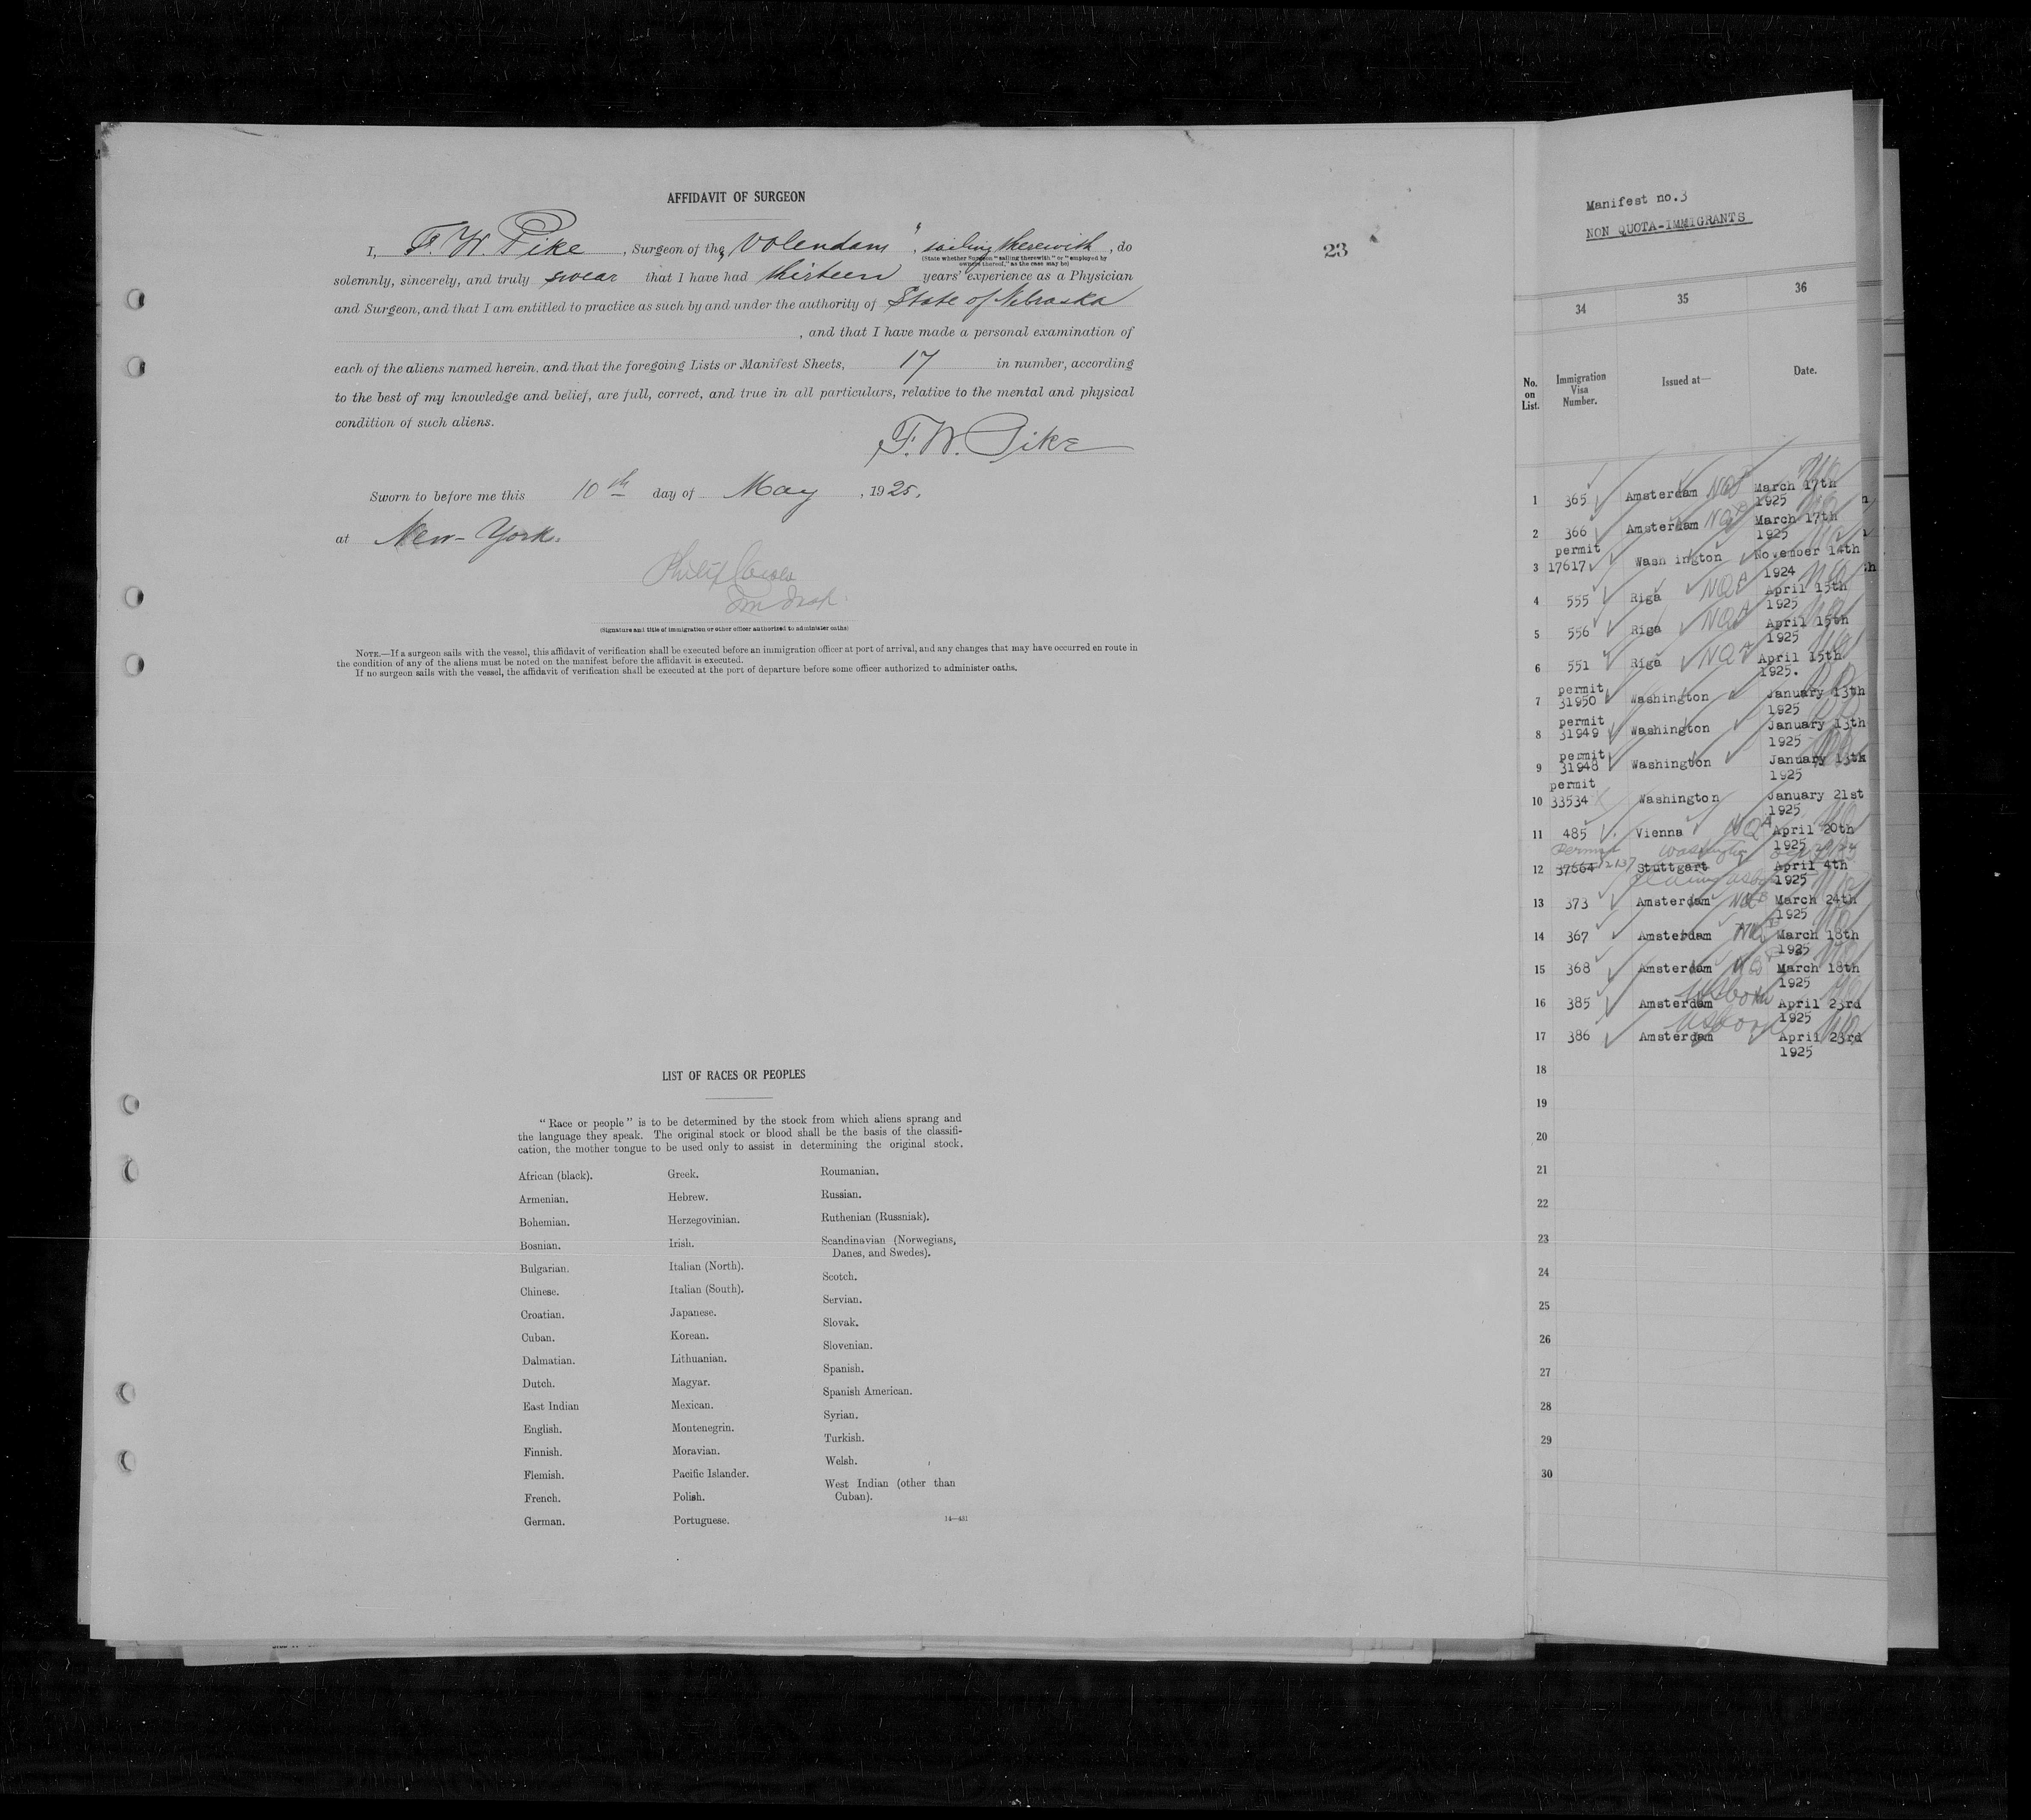 AFFIDAVIT OF SURGEON
I, F. W. Pike, Surgeon of the "Volendam", sailing therewith, do
(State whether Surgeon "sailing therewith" or "employed by
owners thereof," as the case may be)
solemnly, sincerely, and truly swear that I have had thirteen years' experience as a Physician
and Surgeon, and that I am entitled to practice as such by and under the authority of State of Nebraska
, and that I have made a personal examination of
each of the aliens named herein, and that the foregoing Lists or Manifest Sheets, 17 in number, according
to the best of my knowledge and belief, are full, correct, and true in all particulars, relative to the mental and physical
condition of such aliens.
F. W. Pike
Sworn to before me this 10th day of May, 1925.
at New-York.
Philip
Im Insp.
(Signature and title of immigration or other officer authorized to administer oaths)
NOTE.—If a surgeon sails with the vessel, this affidavit of verification shall be executed before an immigration officer at port of arrival, and any changes that may have occurred en route in
the condition of any of the aliens must be noted on the manifest before the affidavit is executed.
If no surgeon sails with the vessel, the affidavit of verification shall be executed at the port of departure before some officer authorized to administer oaths.
23
LIST OF RACES OR PEOPLES
"Race or people" is to be determined by the stock from which aliens sprang and
the language they speak. The original stock or blood shall be the basis of the classifi-
cation, the mother tongue to be used only to assist in determining the original stock.
African (black).
Armenian.
Bohemian.
Bosnian.
Bulgarian.
Chinese.
Croatian.
Cuban.
Dalmatian.
Dutch.
East Indian
English.
Finnish.
Flemish.
French.
German.
Greek.
Hebrew.
Herzegovinian.
Irish.
Italian (North).
Italian (South).
Japanese.
Korean.
Lithuanian.
Magyar.
Mexican.
Montenegrin.
Moravian.
Pacific Islander.
Polish.
Portuguese.
Roumanian.
Russian.
Ruthenian (Russniak).
Scandinavian (Norwegians,
Danes, and Swedes).
Scotch.
Servian.
Slovak.
Slovenian.
Spanish.
Spanish American.
Syrian.
Turkish.
Welsh.
West Indian (other than
Cuban).
14—431
Manifest no.3
NON QUOTA-IMMIGRANTS
34 35 36
No.
on
List.
Immigration
Visa
Number.
Issued at—
Date.
1 365 Amsterdam NQB March 17th
1925
2 366 Amsterdam NQB March 17th
1925
permit
3 17617 Wash ington November 14th
1924
4 555 Riga NQA April 15th
1925
5 556 Riga NQA April 15th
1925
6 551 Riga NQA April 15th
1925.
permit
7 31950 Washington January 13th
1925
permit
8 31949 Washington January 13th
1925
permit
9 31948 Washington January 13th
1925
permit
10 33534 Washington January 21st
1925
11 485 Vienna NQA April 20th
1925
Permit Washington
12 37664 Stuttgart April 4th
1925
13 373 Amsterdam NQB March 24th
1925
14 367 Amsterdam March 18th
1925
15 368 Amsterdam March 18th
1925
USborn
16 385 Amsterdam April 23rd
1925
USborn
17 386 Amsterdam April 23rd
1925
18
19
20
21
22
23
24
25
26
27
28
29
30